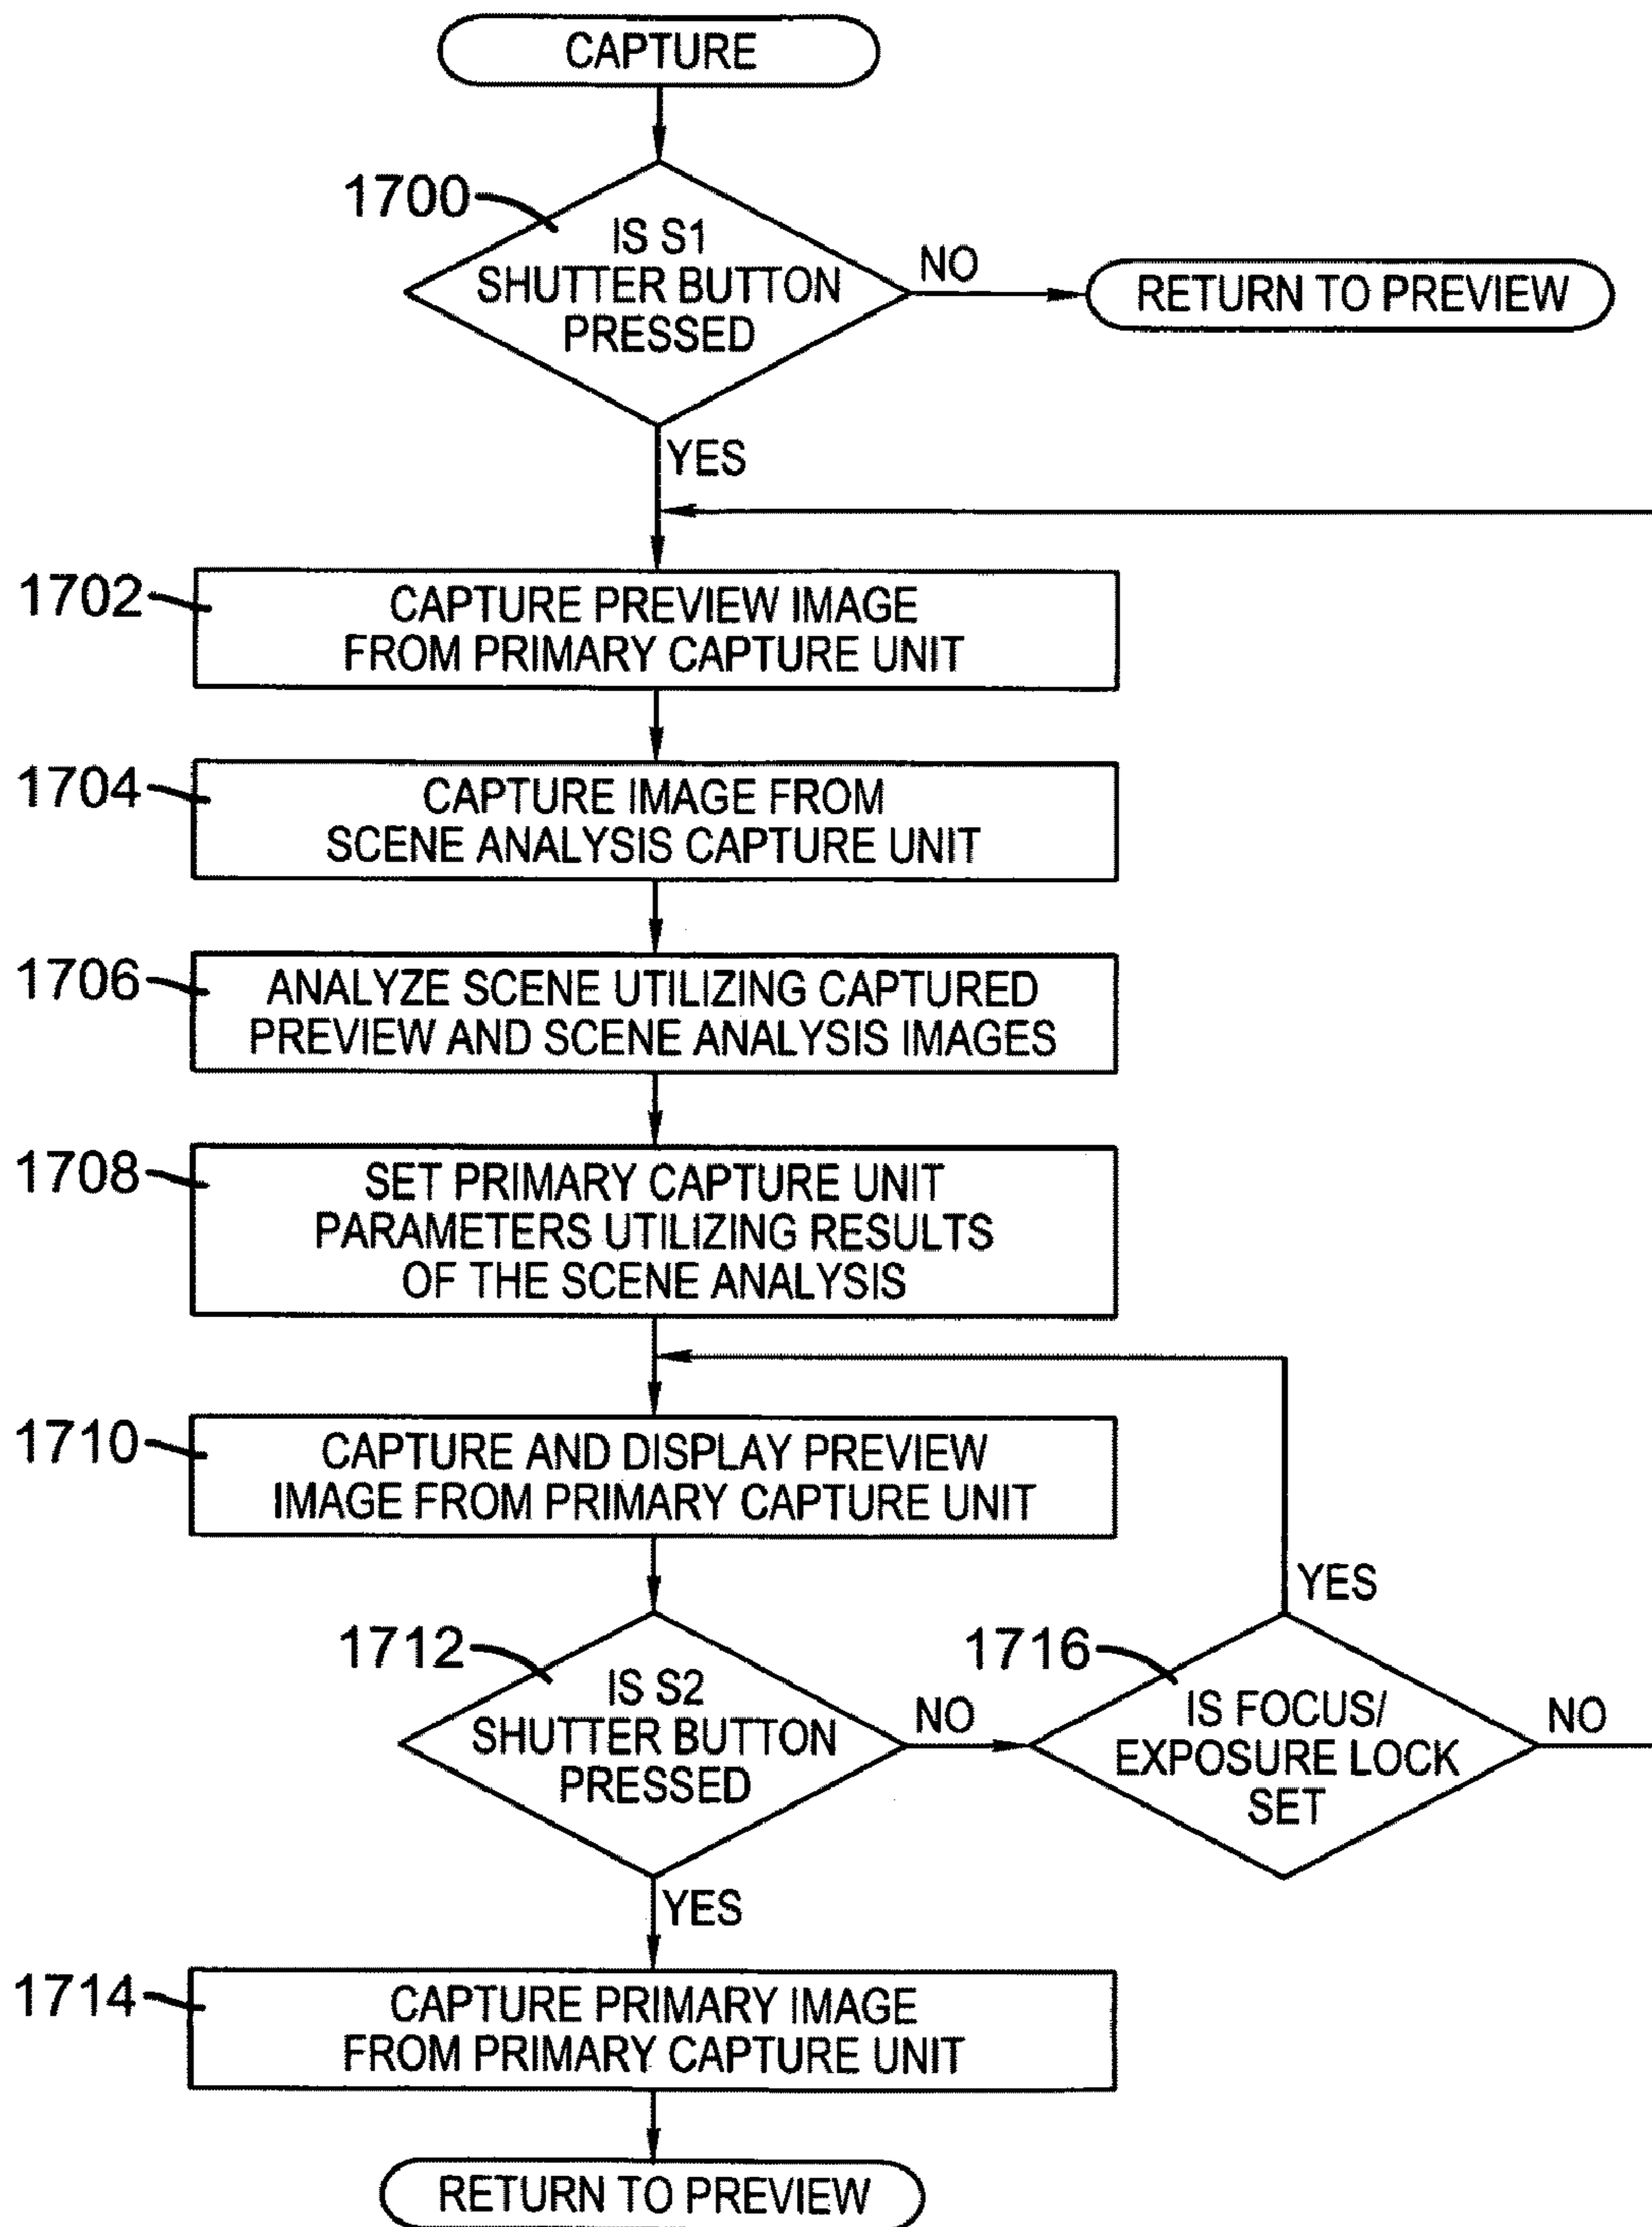 CAPTURE
1700
IS S1
SHUTTER BUTTON
PRESSED
NO
RETURN TO PREVIEW
YES
1702
CAPTURE PREVIEW IMAGE
FROM PRIMARY CAPTURE UNIT
1704
CAPTURE IMAGE FROM
SCENE ANALYSIS CAPTURE UNIT
1706
ANALYZE SCENE UTILIZING CAPTURED
PREVIEW AND SCENE ANALYSIS IMAGES
1708
SET PRIMARY CAPTURE UNIT
PARAMETERS UTILIZING RESULTS
OF THE SCENE ANALYSIS
1710
CAPTURE AND DISPLAY PREVIEW
IMAGE FROM PRIMARY CAPTURE UNIT
1712
IS S2
SHUTTER BUTTON
PRESSED
NO
1716
IS FOCUS/
EXPOSURE LOCK
SET
YES
NO
YES
1714
CAPTURE PRIMARY IMAGE
FROM PRIMARY CAPTURE UNIT
RETURN TO PREVIEW